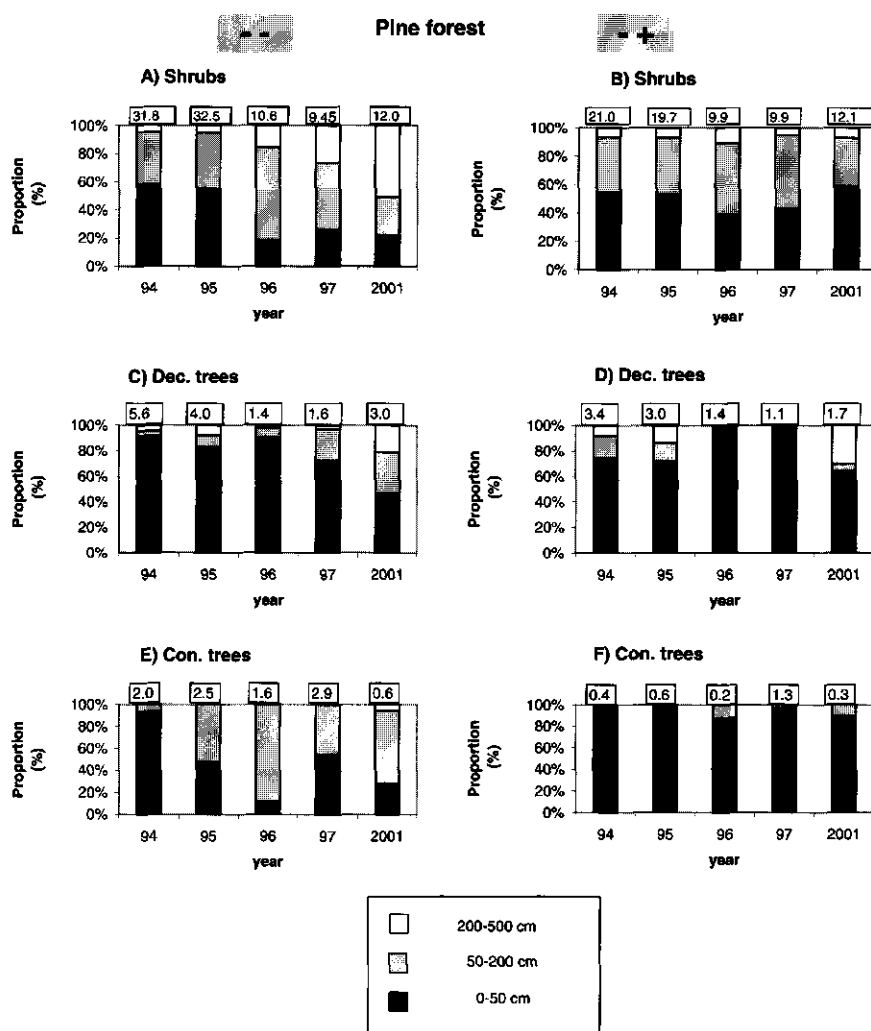 Pine forest
- -
- +
A) Shrubs
31.8 32.5 10.6 9.45 12.0
100%
80%
60%
40%
20%
0%
Proportion
(%)
94 95 96 97 2001
year
B) Shrubs
21.0 19.7 9.9 9.9 12.1
100%
80%
60%
40%
20%
0%
Proportion
(%)
94 95 96 97 2001
year
C) Dec. trees
5.6 4.0 1.4 1.6 3.0
100%
80%
60%
40%
20%
0%
Proportion
(%)
94 95 96 97 2001
year
D) Dec. trees
3.4 3.0 1.4 1.1 1.7
100%
80%
60%
40%
20%
0%
Proportion
(%)
94 95 96 97 2001
year
E) Con. trees
2.0 2.5 1.6 2.9 0.6
100%
80%
60%
40%
20%
0%
Proportion
(%)
94 95 96 97 2001
year
F) Con. trees
0.4 0.6 0.2 1.3 0.3
100%
80%
60%
40%
20%
0%
Proportion
(%)
94 95 96 97 2001
year
200-500 cm
50-200 cm
0-50 cm